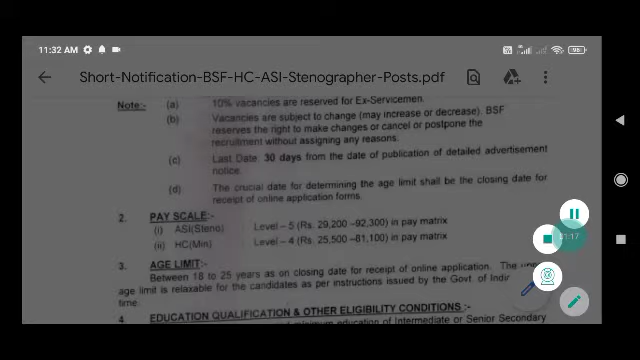 11:32 AM
Short-Notification-BSF-HC-ASI-Stenographer-Posts.pdf
Note:- (a) 10% vacancies are reserved for Ex-Servicemen.
(b) Vacancies are subject to change (may increase or decrease). BSF
reserves the right to make changes or cancel or postpone the
recruitment without assigning any reasons.
(c) Last Date 30 days from the date of publication of detailed advertisement
notice.
(d) The crucial date for determining the age limit shall be the closing date for
receipt of online application forms.
2. PAY SCALE:-
(i) ASI(Steno) Level – 5 (Rs. 29,200 –92,300) in pay matrix
(ii) HC(Min) Level – 4 (Rs. 25,500 –81,100) in pay matrix
3. AGE LIMIT:-
Between 18 to 25 years as on closing date for receipt of online application. The
age limit is relaxable for the candidates as per instructions issued by the Govt. of
time.
4 EDUCATION QUALIFICATION & OTHER ELIGIBILITY CONDITIONS :-
minimum education of Intermediate or Senior Secondary